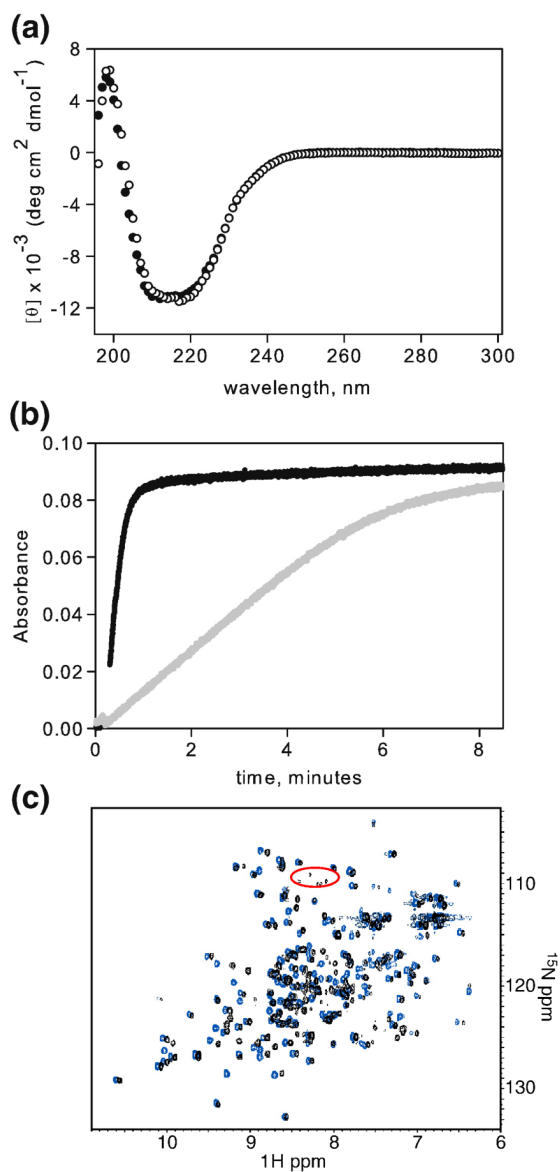 (a)
8
4
0
-4
-8
-12
[θ] x 10⁻³ (deg cm² dmol⁻¹)
200 220 240 260 280 300
wavelength, nm
(b)
0.10
0.08
0.06
0.04
0.02
0.00
Absorbance
0 2 4 6 8
time, minutes
(c)
110
120
130
¹⁵N ppm
10 9 8 7 6
1H ppm